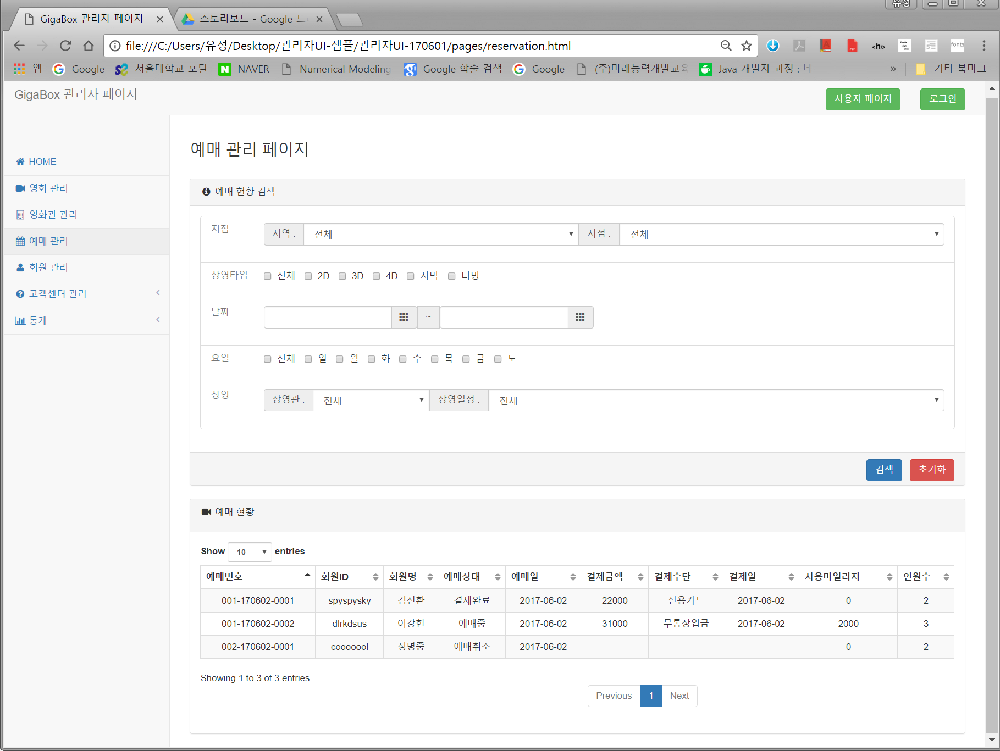 유성
GigaBox 관리자 페이지
스토리보드 - Google 드
file:///C:/Users/유성/Desktop/관리자UI-샘플/관리자UI-170601/pages/reservation.html
앱 Google 서울대학교 포털 NAVER Numerical Modeling Google 학술 검색 Google (주)미래능력개발교육 Java 개발자 과정 : 네 » 기타 북마크
GigaBox 관리자 페이지 사용자 페이지 로그인
HOME
영화 관리
영화관 관리
예매 관리
회원 관리
고객센터 관리
통계
예매 관리 페이지
예매 현황 검색
지점 지역 : 전체 지점 : 전체
상영타입 전체 2D 3D 4D 자막 더빙
날짜 ~
요일 전체 일 월 화 수 목 금 토
상영 상영관 : 전체 상영일정 : 전체
검색 초기화
예매 현황
Show 10 entries
예매번호 회원ID 회원명 예매상태 예매일 결제금액 결제수단 결제일 사용마일리지 인원수
001-170602-0001 spyspysky 김진환 결제완료 2017-06-02 22000 신용카드 2017-06-02 0 2
001-170602-0002 dlrkdsus 이강현 예매중 2017-06-02 31000 무통장입금 2017-06-02 2000 3
002-170602-0001 cooooool 성명중 예매취소 2017-06-02 0 2
Showing 1 to 3 of 3 entries
Previous 1 Next